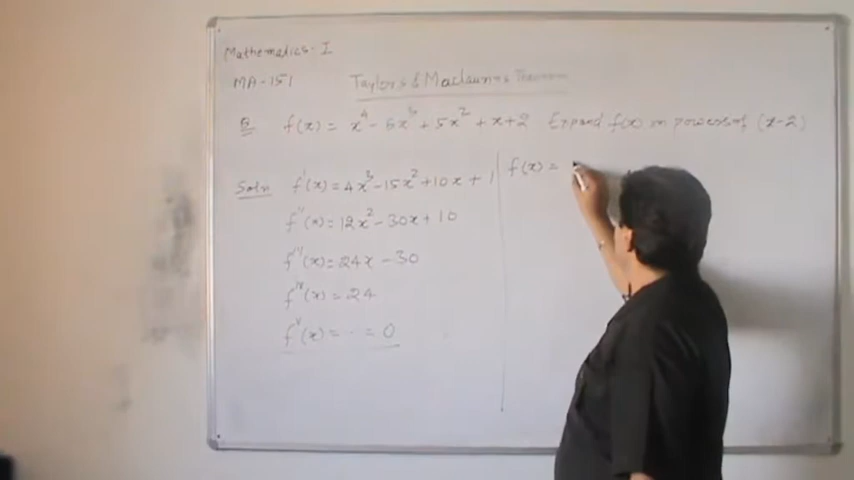 Mathematics - I
MA-151
Taylor's & Maclaurin's Theorem
Q f(x) = x⁴ - 5x³ + 5x² + x + 2 Expand f(x) in powers of (x-2)
Soln f'(x) = 4x³ - 15x² + 10x + 1
f''(x) = 12x² - 30x + 10
f'''(x) = 24x - 30
f^IV(x) = 24
f^V(x) = -- = 0
f(x) =